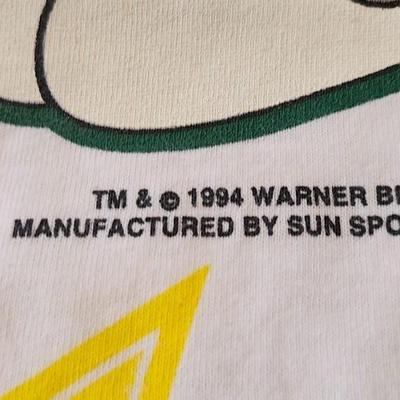 TM & © 1994 WARNER B
MANUFACTURED BY SUN SPO